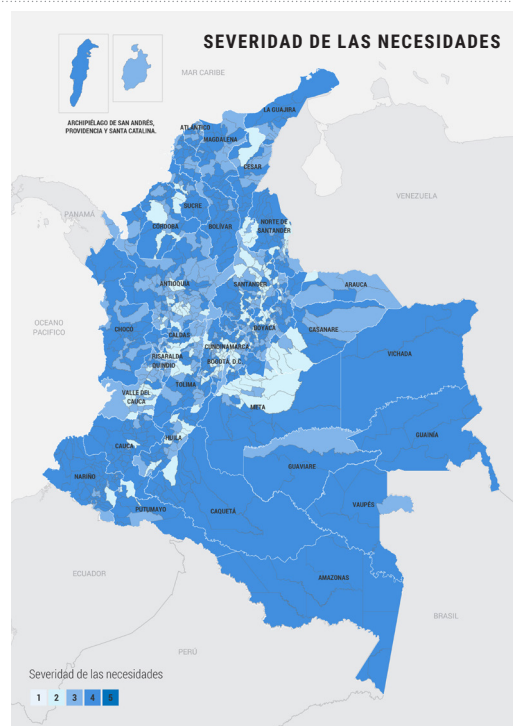 SEVERIDAD DE LAS NECESIDADES
MAR CARIBE
ARCHIPIÉLAGO DE SAN ANDRÉS,
PROVIDENCIA Y SANTA CATALINA.
LA GUAJIRA
ATLÁNTICO
MAGDALENA
CESAR
VENEZUELA
PANAMÁ
SUCRE
CÓRDOBA
BOLÍVAR
NORTE DE
SANTANDER
ANTIOQUIA
SANTANDER
ARAUCA
OCEANO
PACIFICO
CHOCÓ
CALDAS
BOYACÁ
CASANARE
CUNDINAMARCA
RISARALDA
BOGOTÁ, D.C.
QUINDIO
VICHADA
TOLIMA
VALLE DEL
CAUCA
META
GUAINÍA
CAUCA
HUILA
GUAVIARE
NARIÑO
PUTUMAYO
CAQUETÁ
VAUPÉS
ECUADOR
AMAZONAS
BRASIL
PERÚ
Severidad de las necesidades
1 2 3 4 5